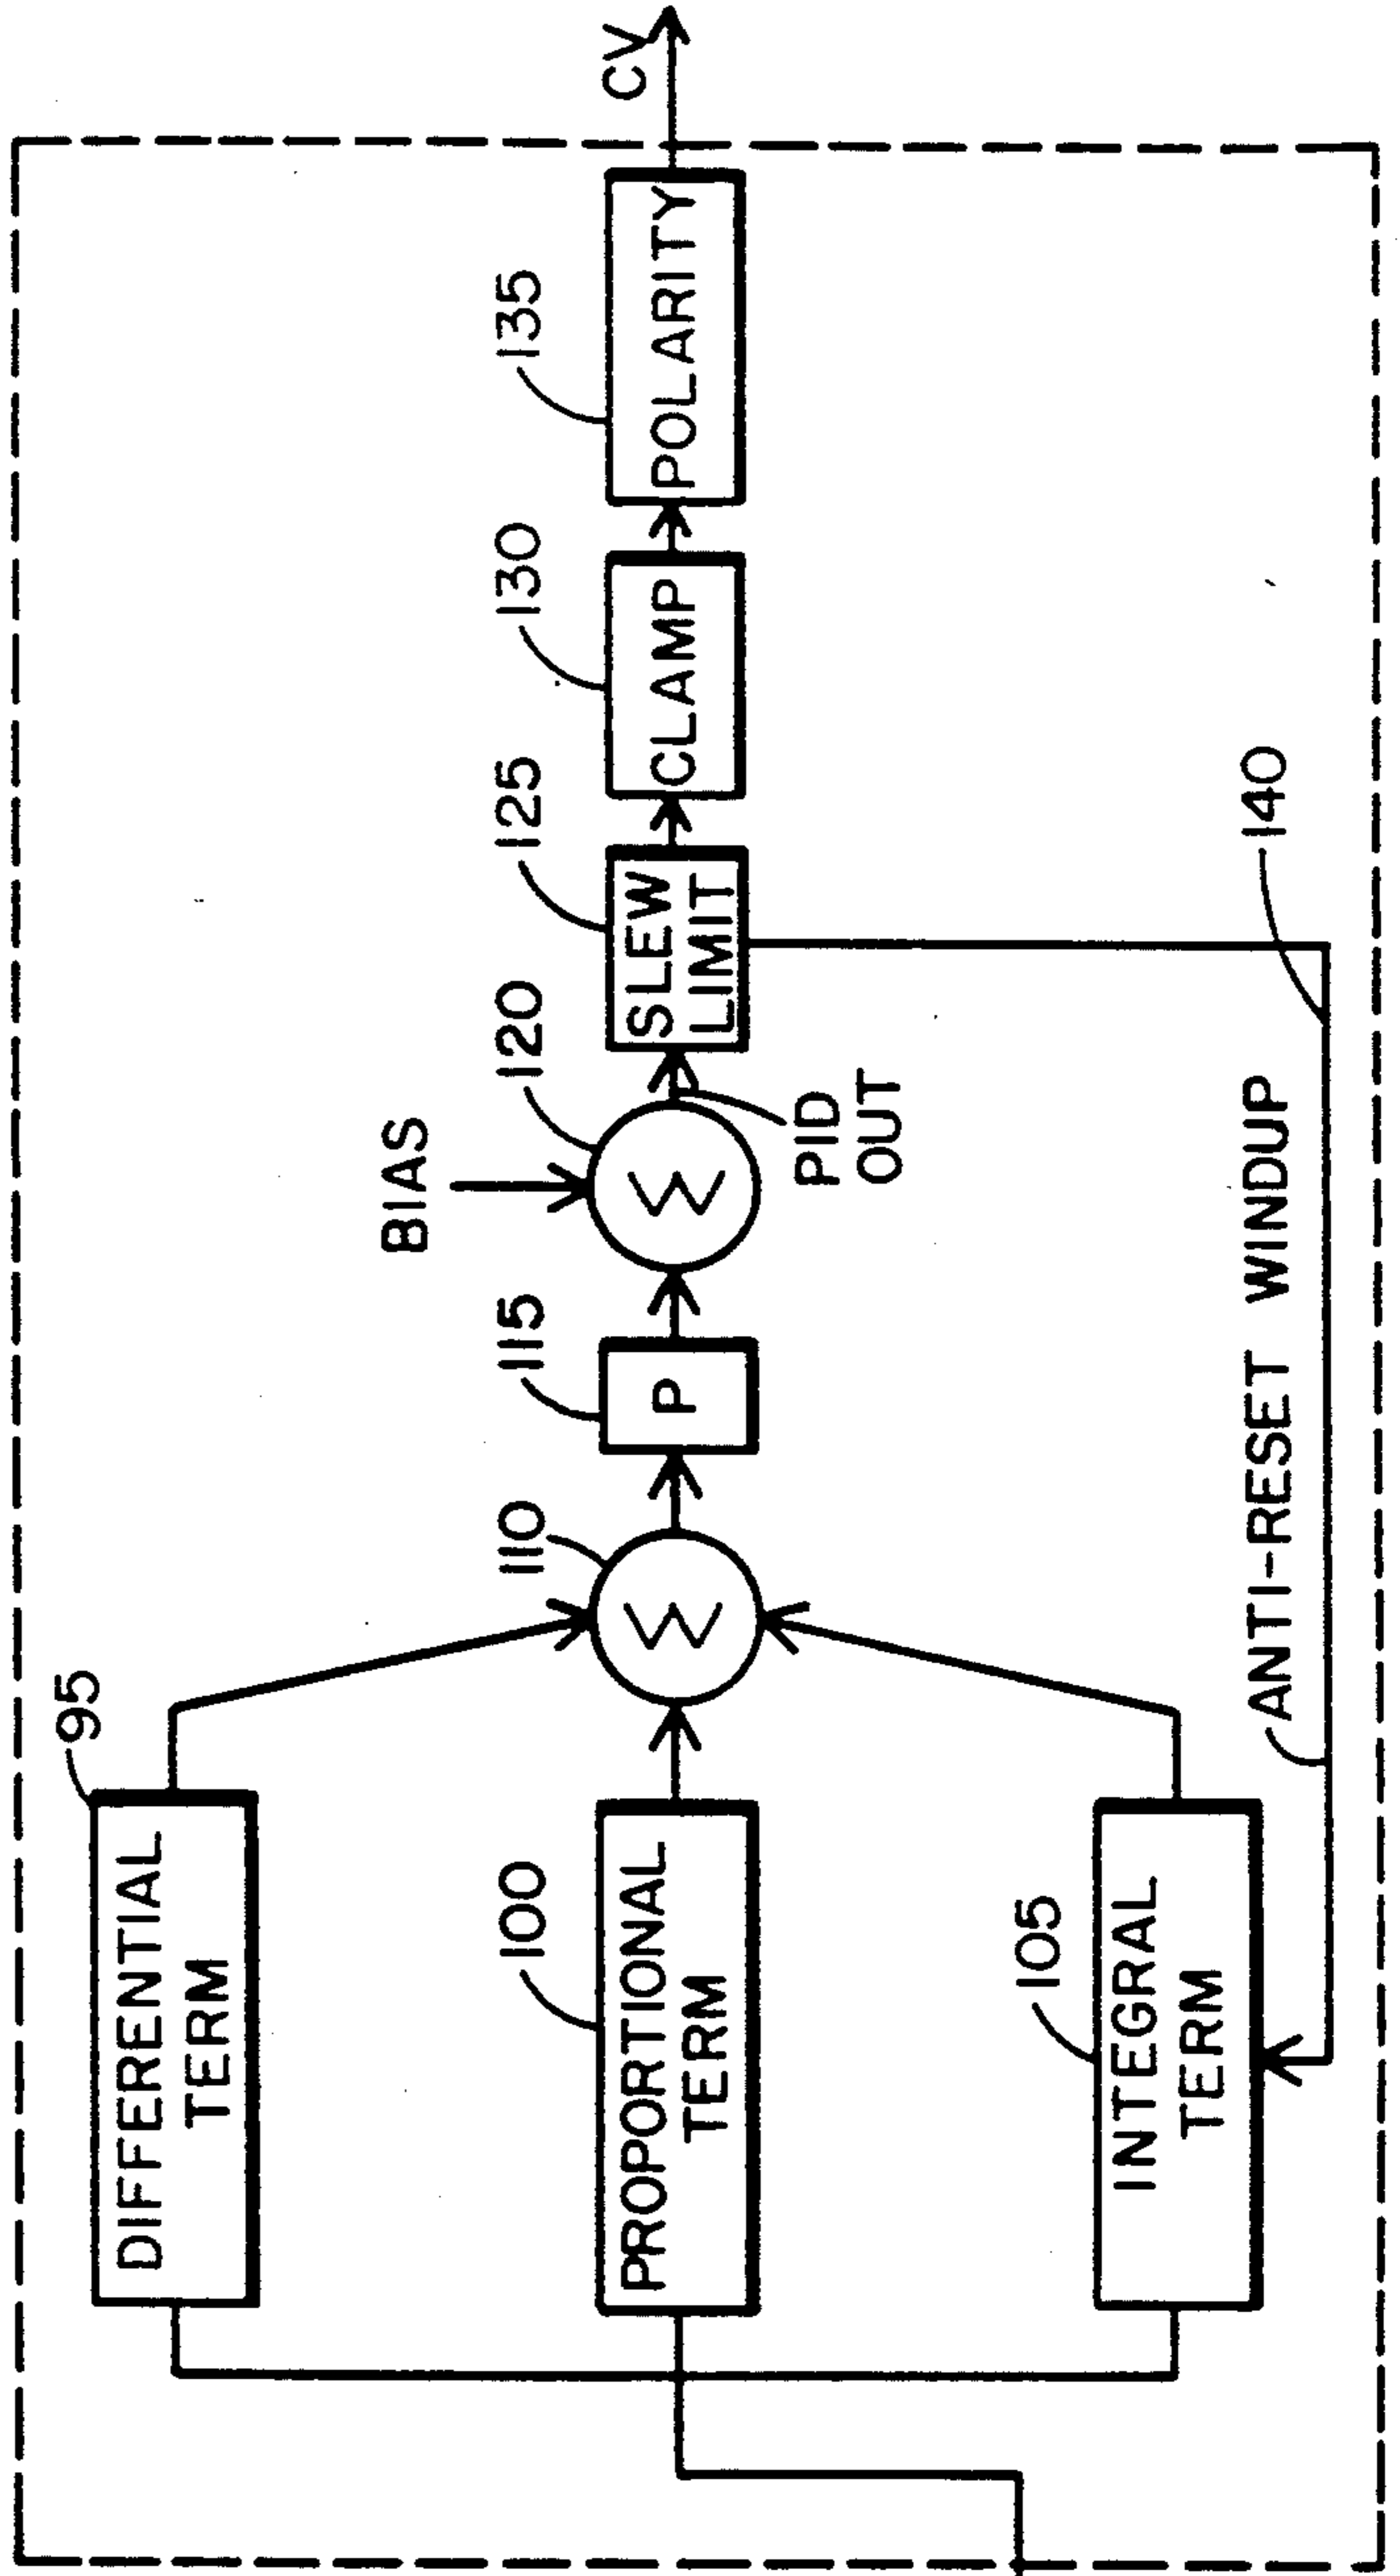 95
DIFFERENTIAL
TERM
100
PROPORTIONAL
TERM
105
INTEGRAL
TERM
110
Σ
115
P
BIAS
120
Σ
PID
OUT
125
SLEW
LIMIT
130
CLAMP
135
POLARITY
CV
140
ANTI-RESET WINDUP